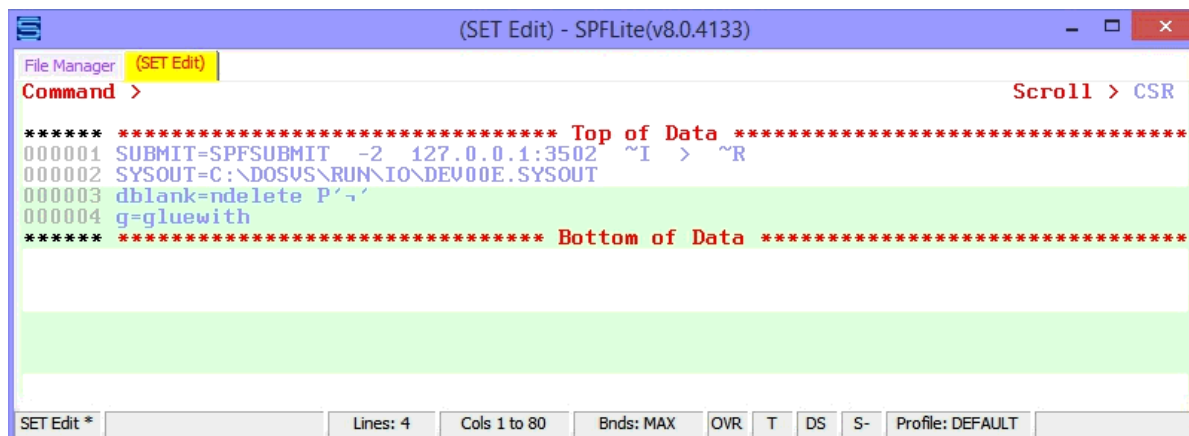 (SET Edit) - SPFLite(v8.0.4133)
File Manager (SET Edit)
Command > Scroll > CSR
****** ********************************* Top of Data **********************************
000001 SUBMIT=SPFSUBMIT -2 127.0.0.1:3502 ~I > ~R
000002 SYSOUT=C:\DOSVS\RUN\IO\DEV00E.SYSOUT
000003 dblank=ndelete P'¬'
000004 g=gluewith
****** ******************************** Bottom of Data ********************************
SET Edit * Lines: 4 Cols 1 to 80 Bnds: MAX OVR T DS S- Profile: DEFAULT